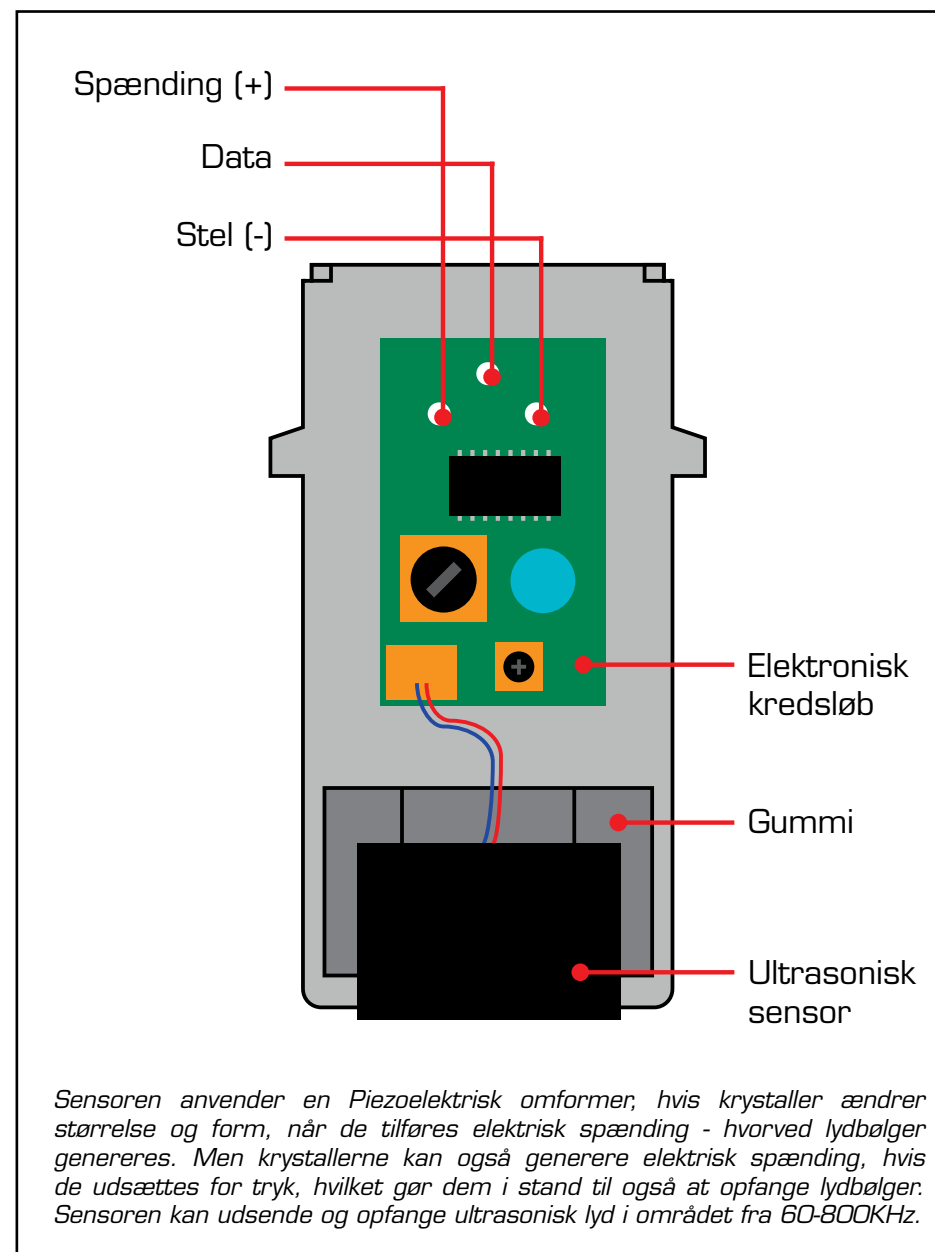 Spænding (+)
Data
Stel (-)
Elektronisk
kredsløb
Gummi
Ultrasonisk
sensor
Sensoren anvender en Piezoelektrisk omformer, hvis krystaller ændrer
størrelse og form, når de tilføres elektrisk spænding - hvorved lydbølger
genereres. Men krystallerne kan også generere elektrisk spænding, hvis
de udsættes for tryk, hvilket gør dem i stand til også at opfange lydbølger.
Sensoren kan udsende og opfange ultrasonisk lyd i området fra 60-800KHz.